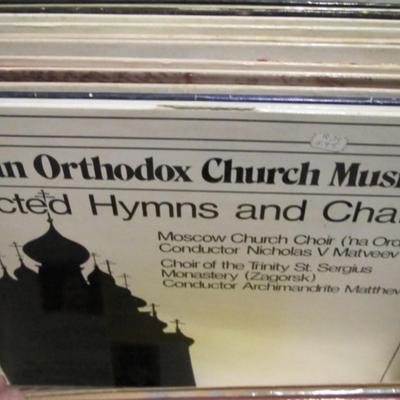 an Orthodox Church Musi
cted Hymns and Cha
Moscow Church Choir ('na Ord
Conductor Nicholas V Matveev
Choir of the Trinity St. Sergius
Monastery (Zagorsk)
Conductor Archimandrite Matthew